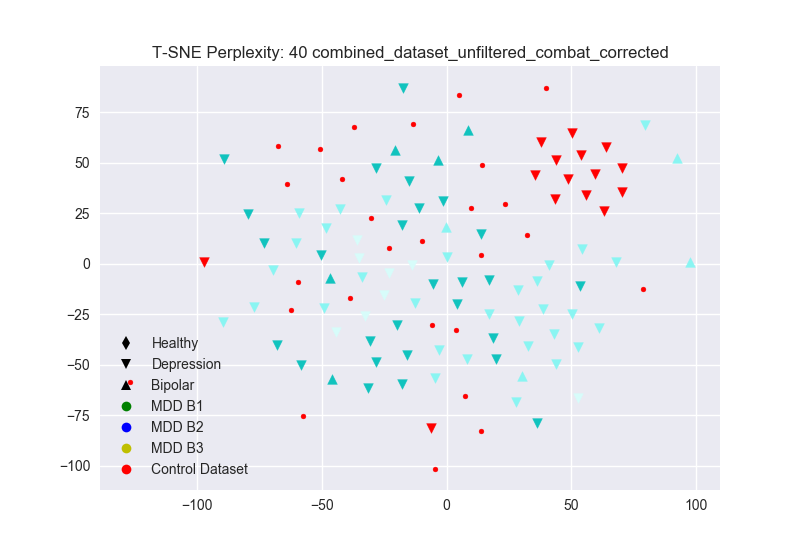 T-SNE Perplexity: 40 combined_dataset_unfiltered_combat_corrected
75
50
25
0
−25
−50
−75
−100
Healthy
Depression
Bipolar
MDD B1
MDD B2
MDD B3
Control Dataset
−100 −50 0 50 100